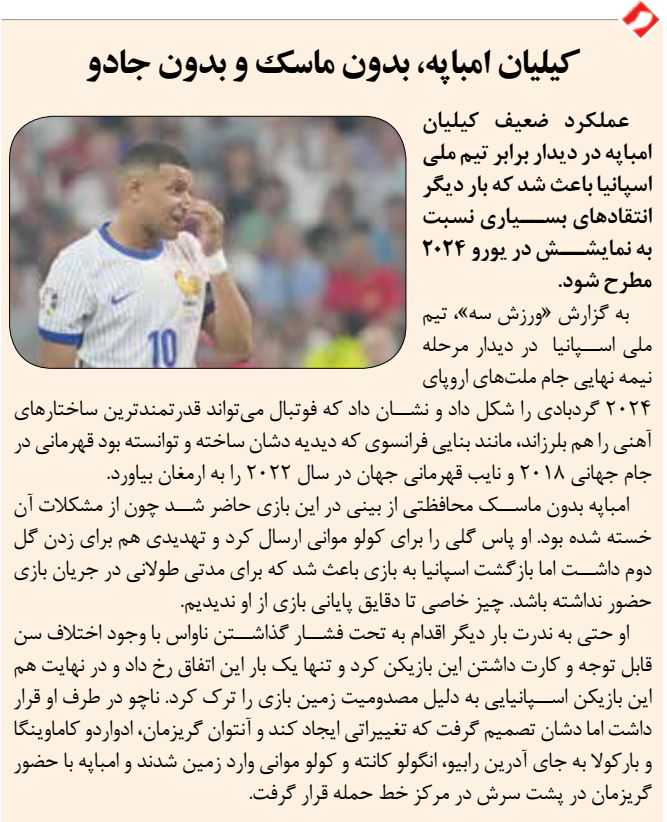 کیلیان امباپه، بدون ماسک و بدون جادو
عملکرد ضعیف کیلیان
امباپه در دیدار برابر تیم ملی
اسپانیا باعث شد که بار دیگر
انتقادهای بسیاری نسبت
به نمایشش در یورو ۲۰۲۴
مطرح شود.
به گزارش «ورزش سه»، تیم
ملی اسپانیا در دیدار مرحله
نیمه نهایی جام ملت‌های اروپای
۲۰۲۴ گردبادی را شکل داد و نشان داد که فوتبال می‌تواند قدرتمندترین ساختارهای
آهنی را هم بلرزاند، مانند بنایی فرانسوی که دیدیه دشان ساخته و توانسته بود قهرمانی در
جام جهانی ۲۰۱۸ و نایب قهرمانی جهان در سال ۲۰۲۲ را به ارمغان بیاورد.
امباپه بدون ماسک محافظتی از بینی در این بازی حاضر شد چون از مشکلات آن
خسته شده بود. او پاس گلی را برای کولو موانی ارسال کرد و تهدیدی هم برای زدن گل
دوم داشت اما بازگشت اسپانیا به بازی باعث شد که برای مدتی طولانی در جریان بازی
حضور نداشته باشد. چیز خاصی تا دقایق پایانی بازی از او ندیدیم.
او حتی به ندرت بار دیگر اقدام به تحت فشار گذاشتن ناواس با وجود اختلاف سن
قابل توجه و کارت داشتن این بازیکن کرد و تنها یک بار این اتفاق رخ داد و در نهایت هم
این بازیکن اسپانیایی به دلیل مصدومیت زمین بازی را ترک کرد. ناچو در طرف او قرار
داشت اما دشان تصمیم گرفت که تغییراتی ایجاد کند و آنتوان گریزمان، ادواردو کاماوینگا
و بارکولا به جای آدرین رابیو، انگولو کانته و کولو موانی وارد زمین شدند و امباپه با حضور
گریزمان در پشت سرش در مرکز خط حمله قرار گرفت.
10